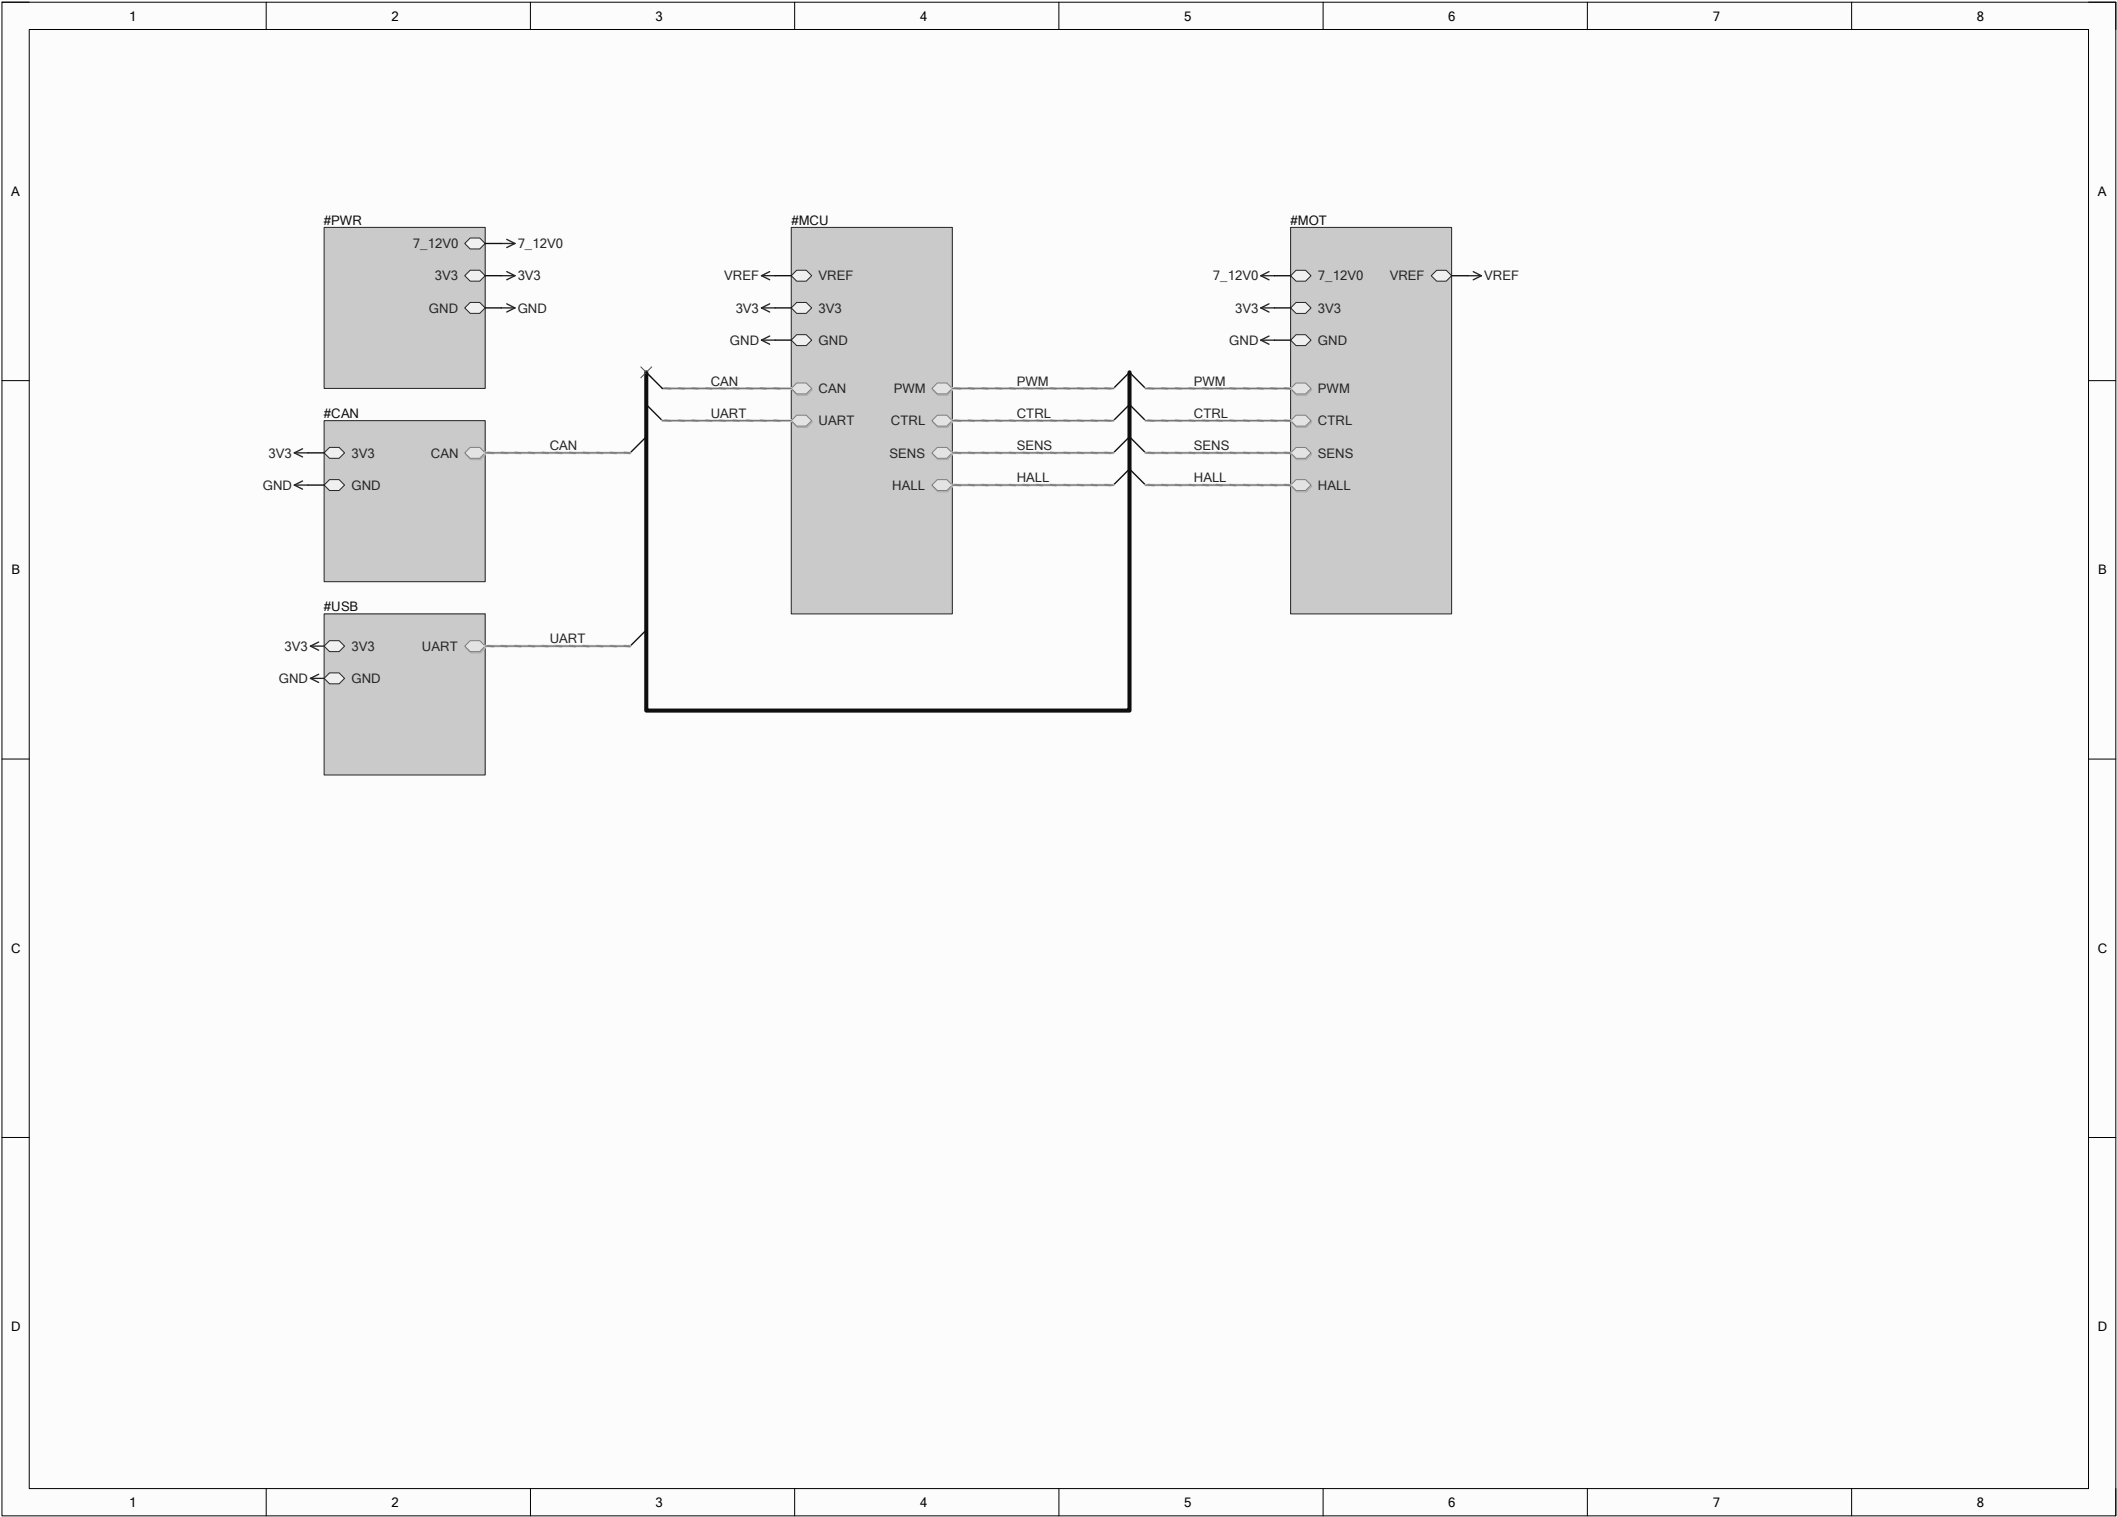 1 2 3 4 5 6 7 8
A A
#PWR #MCU #MOT
7_12V0 7_12V0
3V3 3V3 VREF VREF 7_12V0 7_12V0 VREF VREF
GND GND 3V3 3V3 3V3 3V3
GND GND GND GND
CAN CAN PWM PWM PWM PWM
#CAN UART UART CTRL CTRL CTRL CTRL
3V3 3V3 CAN CAN SENS SENS SENS SENS
GND GND HALL HALL HALL HALL
B B
#USB
3V3 3V3 UART UART
GND GND
C C
D D
1 2 3 4 5 6 7 8